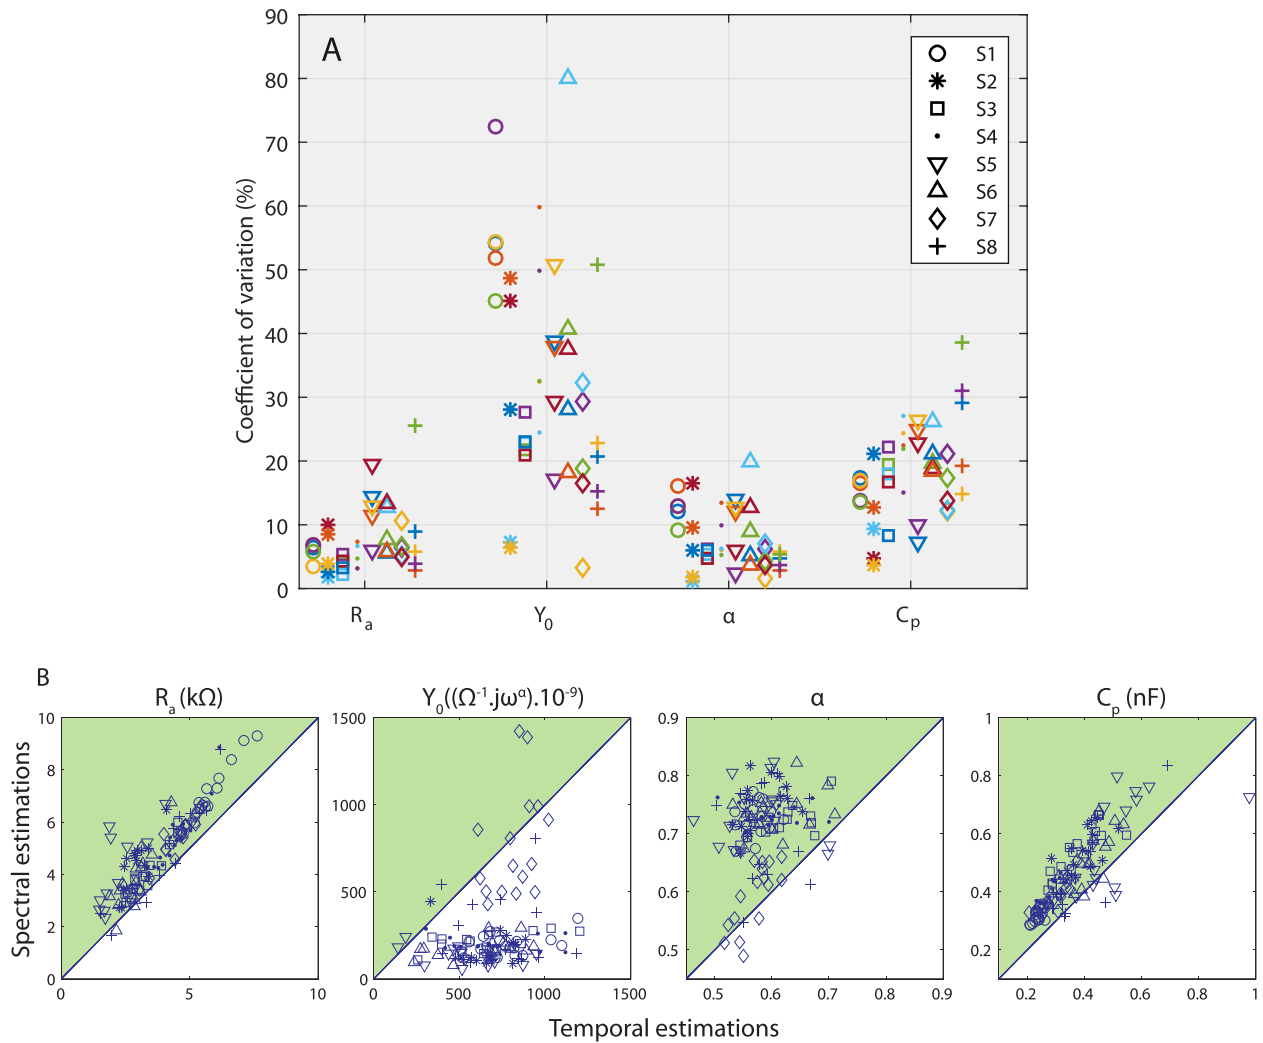 A
90
80
70
60
50
40
30
20
10
0
Coefficient of variation (%)
S1
S2
S3
S4
S5
S6
S7
S8
Rₐ
Y₀
α
Cₚ
B
Rₐ (kΩ)
Y₀((Ω⁻¹.jωᵅ).10⁻⁹)
α
Cₚ (nF)
Spectral estimations
10
8
6
4
2
0
0 5 10
1500
1000
500
0
0 500 1000 1500
0.9
0.8
0.7
0.6
0.5
0.5 0.6 0.7 0.8 0.9
1
0.8
0.6
0.4
0.2
0.2 0.4 0.6 0.8 1
Temporal estimations